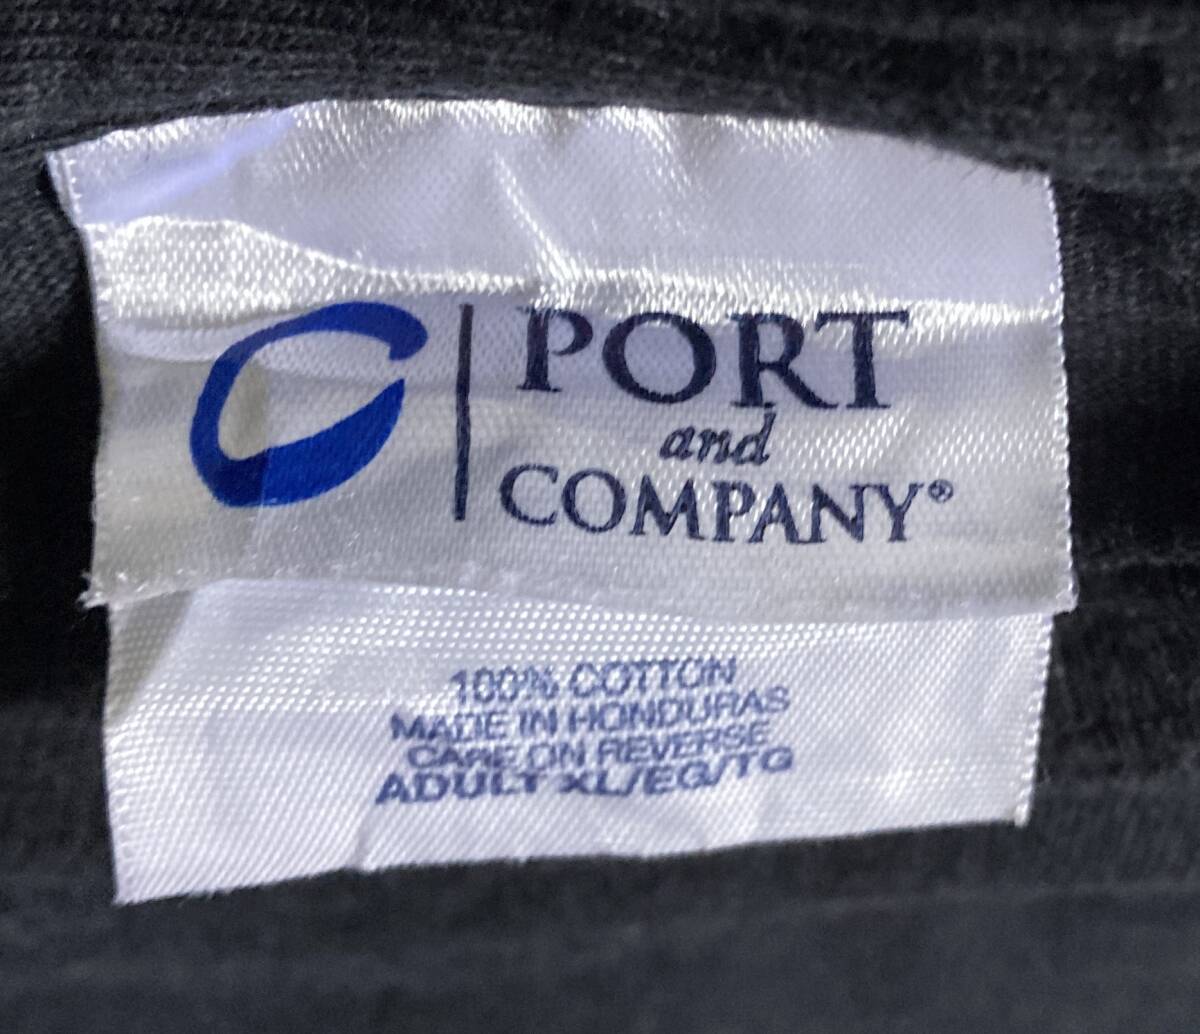 PORT
and
COMPANY®
100% COTTON
MADE IN HONDURAS
CARE ON REVERSE
ADULT XL/EG/TG